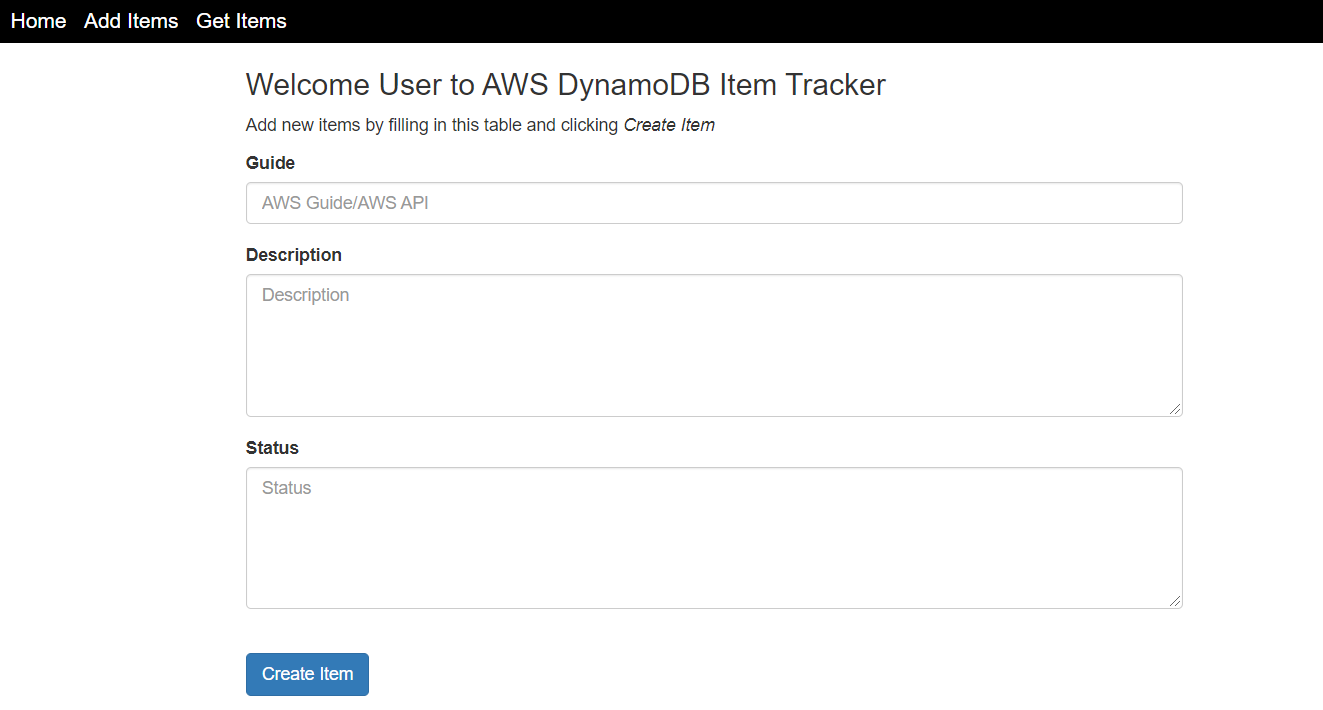 Home Add Items Get Items
Welcome User to AWS DynamoDB Item Tracker
Add new items by filling in this table and clicking Create Item
Guide
AWS Guide/AWS API
Description
Description
Status
Status
Create Item